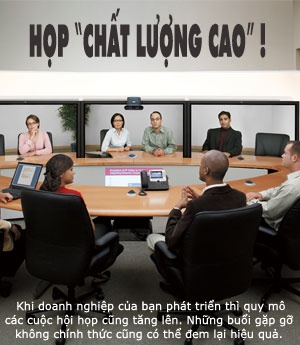 HỌP "CHẤT LƯỢNG CAO" !
Khi doanh nghiệp của bạn phát triển thì quy mô
các cuộc hội họp cũng tăng lên. Những buổi gặp gỡ
không chính thức cũng có thể đem lại hiệu quả.